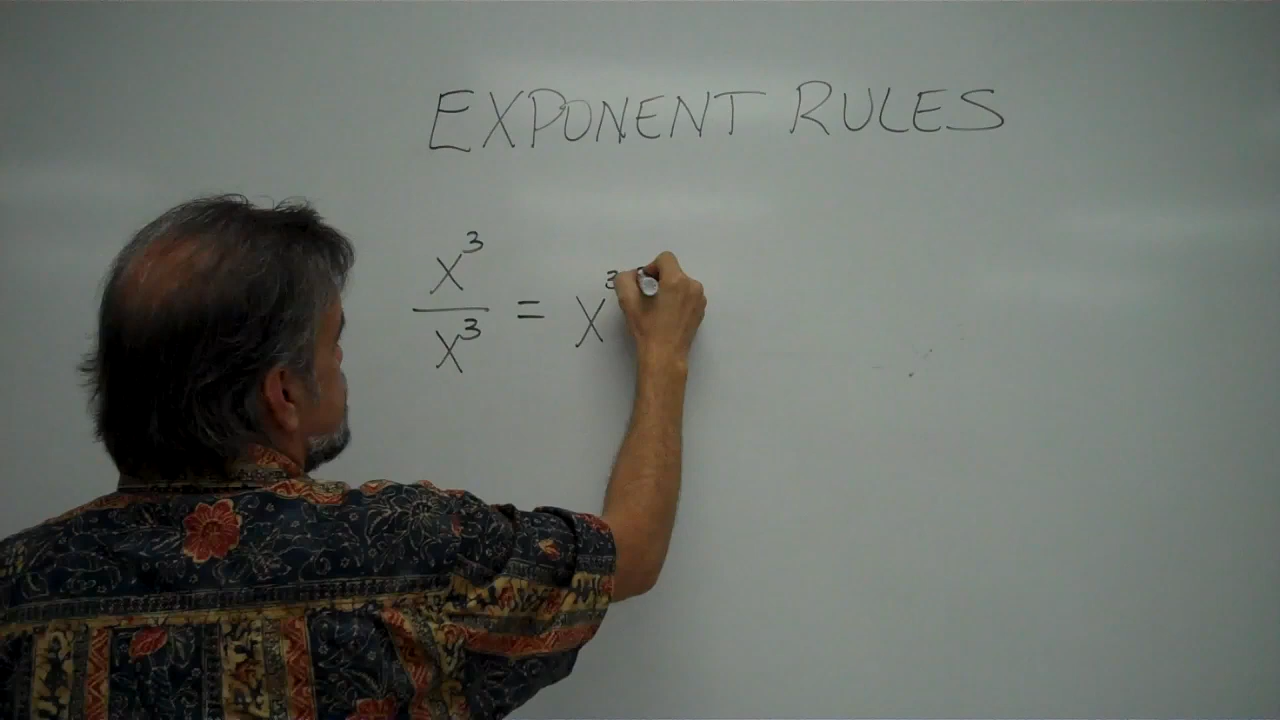 EXPONENT RULES
x³/x³ = x³